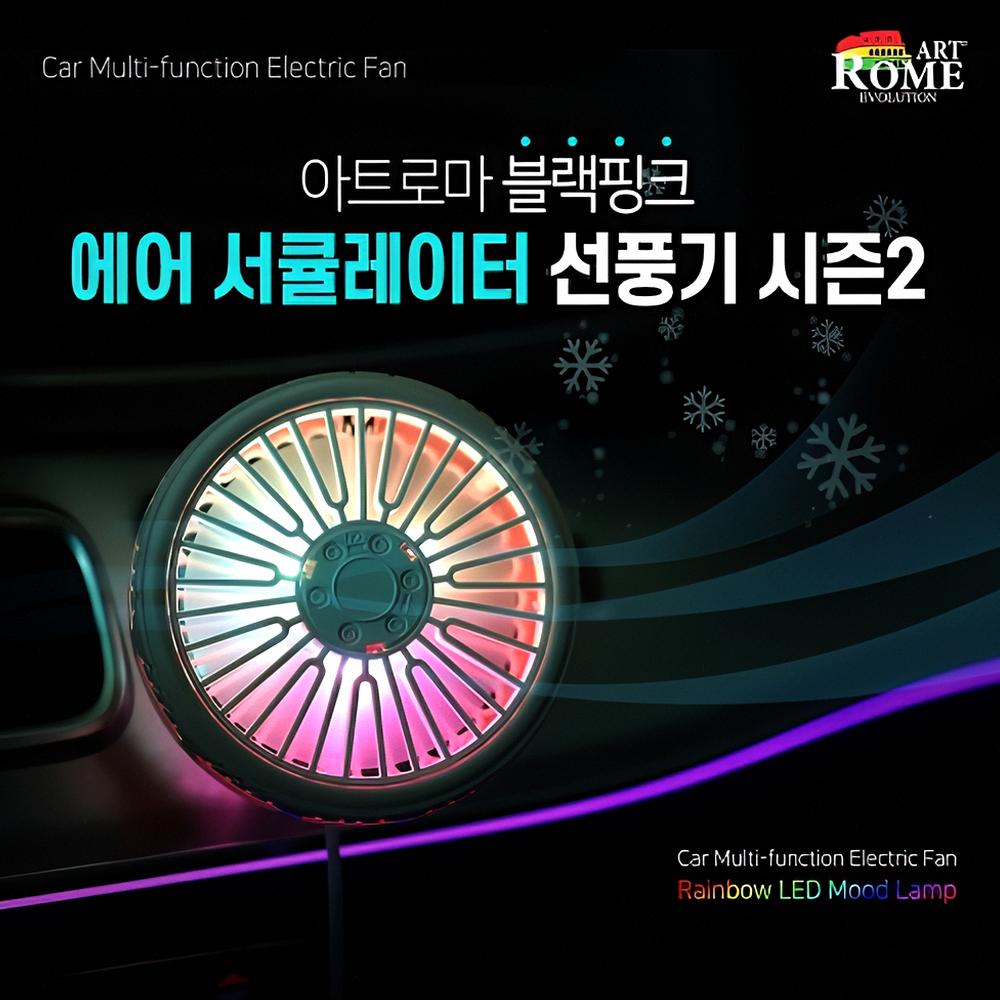 Car Multi-function Electric Fan
ART
ROME
EVOLUTION
아트로마 블랙핑크
에어 서큘레이터 선풍기 시즌2
Car Multi-function Electric Fan
Rainbow LED Mood Lamp